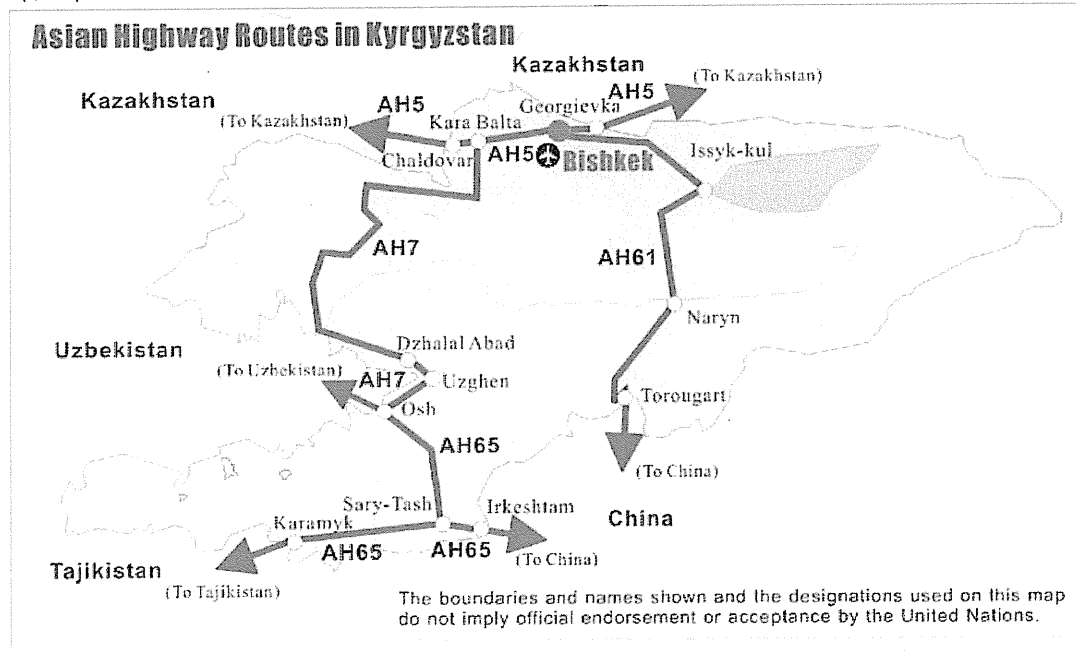 Asian Highway Routes in Kyrgyzstan
Kazakhstan
(To Kazakhstan)
Kazakhstan
AH5
Georgievka
AH5
(To Kazakhstan)
Kara Balta
Chaldovar
AH5
Bishkek
Issyk-kul
AH7
AH61
Naryn
Uzbekistan
Dzhalal Abad
(To Uzbekistan)
AH7
Uzghen
Torougart
Osh
AH65
(To China)
Sary-Tash
Irkeshtam
China
Karamyk
AH65
AH65
(To China)
Tajikistan
(To Tajikistan)
The boundaries and names shown and the designations used on this map
do not imply official endorsement or acceptance by the United Nations.